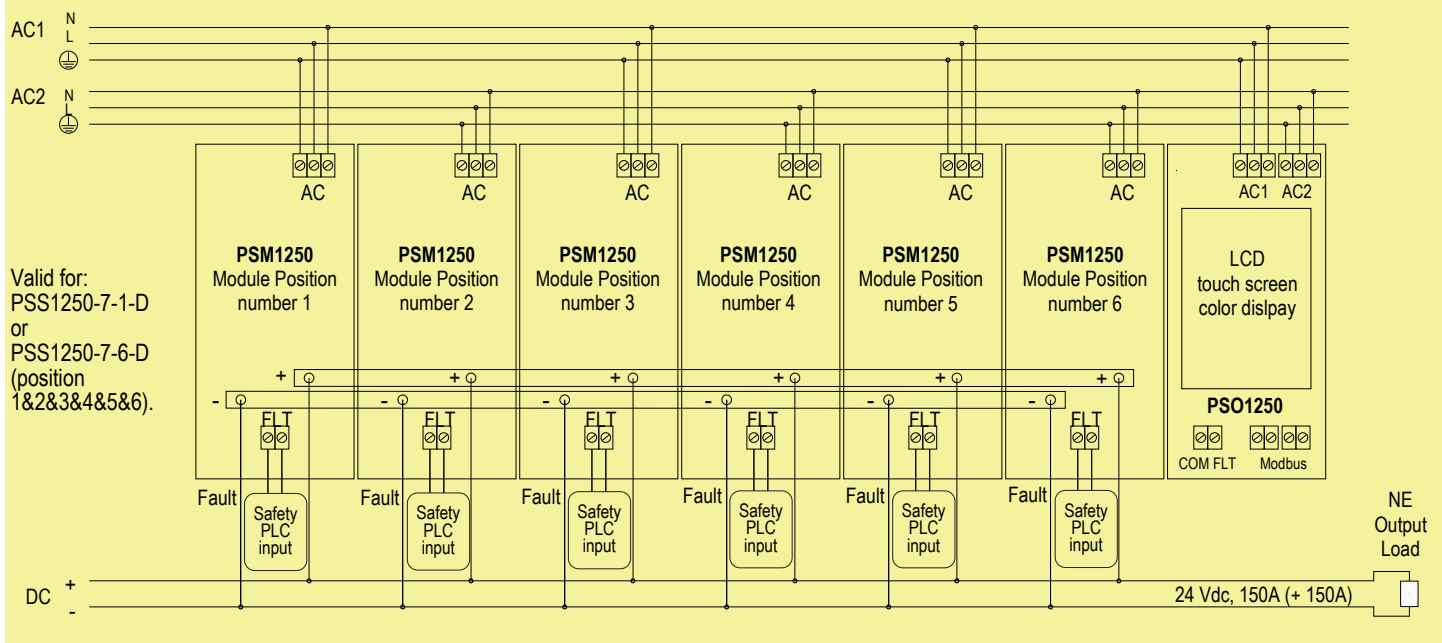 AC1 N
L
AC2 N
L
AC AC AC AC AC AC AC1 AC2
PSM1250
Module Position
number 1
PSM1250
Module Position
number 2
PSM1250
Module Position
number 3
PSM1250
Module Position
number 4
PSM1250
Module Position
number 5
PSM1250
Module Position
number 6
LCD
touch screen
color dislpay
Valid for:
PSS1250-7-1-D
or
PSS1250-7-6-D
(position
1&2&3&4&5&6).
+ + + + + +
- - - - - -
FLT FLT FLT FLT FLT FLT
PSO1250
COM FLT Modbus
Fault Fault Fault Fault Fault Fault
Safety
PLC
input
Safety
PLC
input
Safety
PLC
input
Safety
PLC
input
Safety
PLC
input
Safety
PLC
input
NE
Output
Load
DC +
-
24 Vdc, 150A (+ 150A)